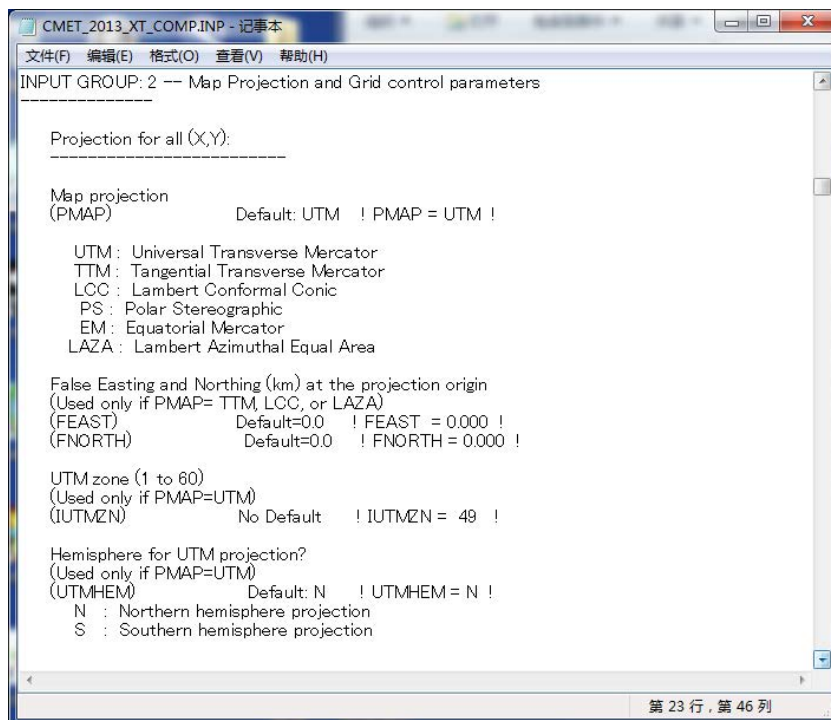 CMET_2013_XT_COMP.INP - 记事本
文件(F) 编辑(E) 格式(O) 查看(V) 帮助(H)
INPUT GROUP: 2 -- Map Projection and Grid control parameters
--------------
Projection for all (X,Y):
-------------------------
Map projection
(PMAP) Default: UTM ! PMAP = UTM !
UTM : Universal Transverse Mercator
TTM : Tangential Transverse Mercator
LCC : Lambert Conformal Conic
PS : Polar Stereographic
EM : Equatorial Mercator
LAZA : Lambert Azimuthal Equal Area
False Easting and Northing (km) at the projection origin
(Used only if PMAP= TTM, LCC, or LAZA)
(FEAST) Default=0.0 ! FEAST = 0.000 !
(FNORTH) Default=0.0 ! FNORTH = 0.000 !
UTM zone (1 to 60)
(Used only if PMAP=UTM)
(IUTMZN) No Default ! IUTMZN = 49 !
Hemisphere for UTM projection?
(Used only if PMAP=UTM)
(UTMHEM) Default: N ! UTMHEM = N !
N : Northern hemisphere projection
S : Southern hemisphere projection
第 23 行，第 46 列